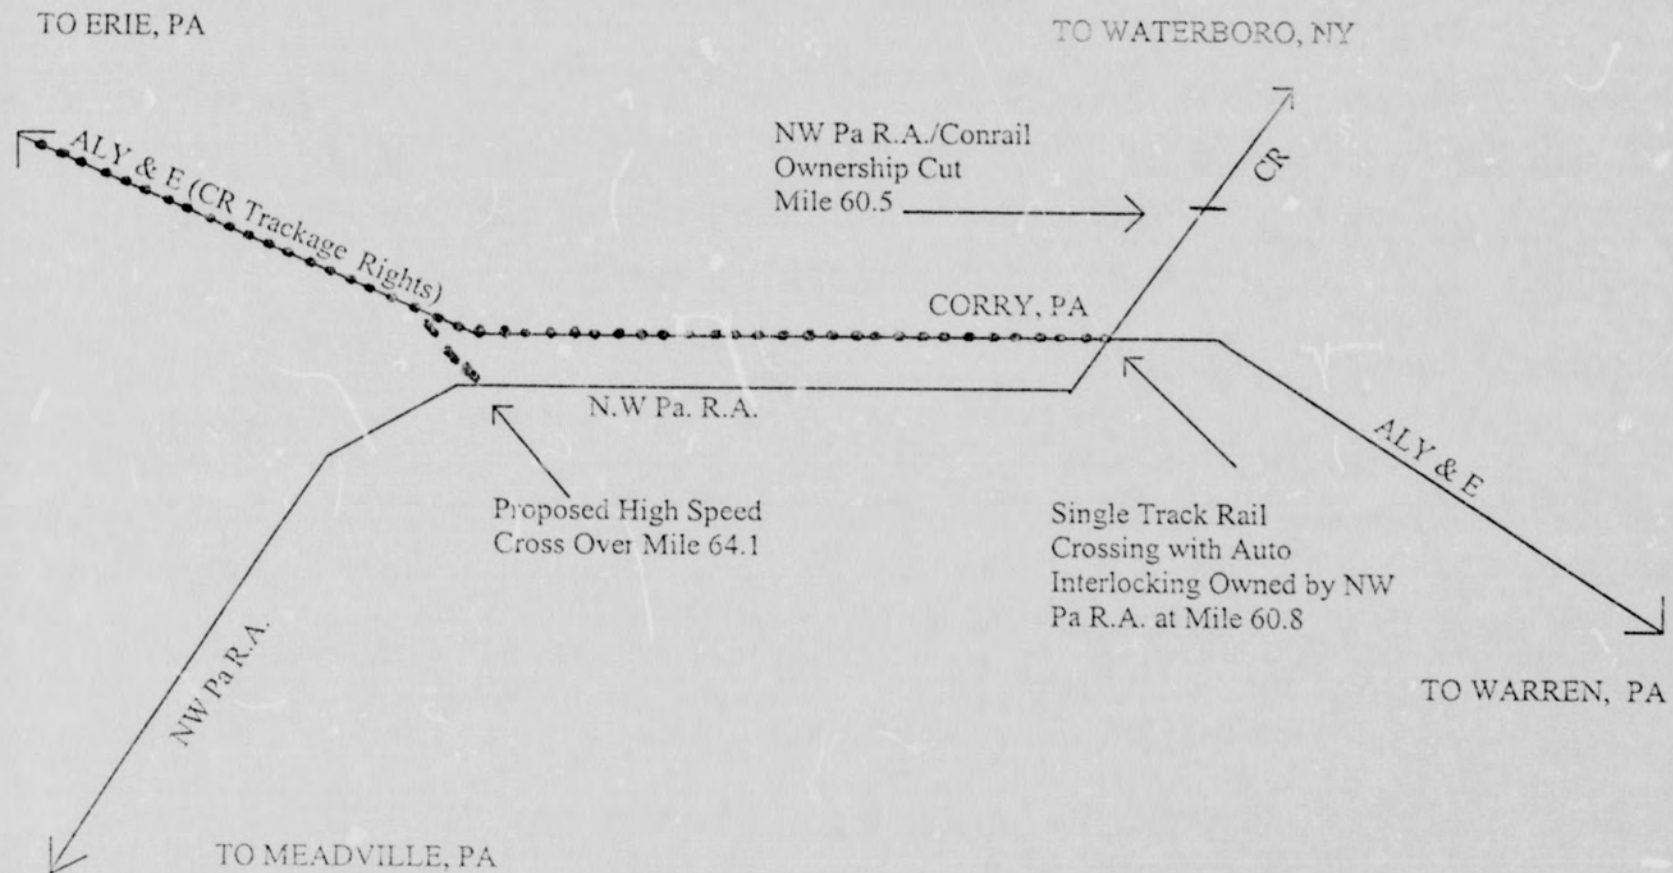 TO ERIE, PA
TO WATERBORO, NY
NW Pa R.A./Conrail
Ownership Cut
Mile 60.5
CR
ALY & E (CR Trackage Rights)
CORRY, PA
N.W Pa. R.A.
ALY & E
Proposed High Speed
Cross Over Mile 64.1
Single Track Rail
Crossing with Auto
Interlocking Owned by NW
Pa R.A. at Mile 60.8
NW Pa R.A.
TO WARREN, PA
TO MEADVILLE, PA